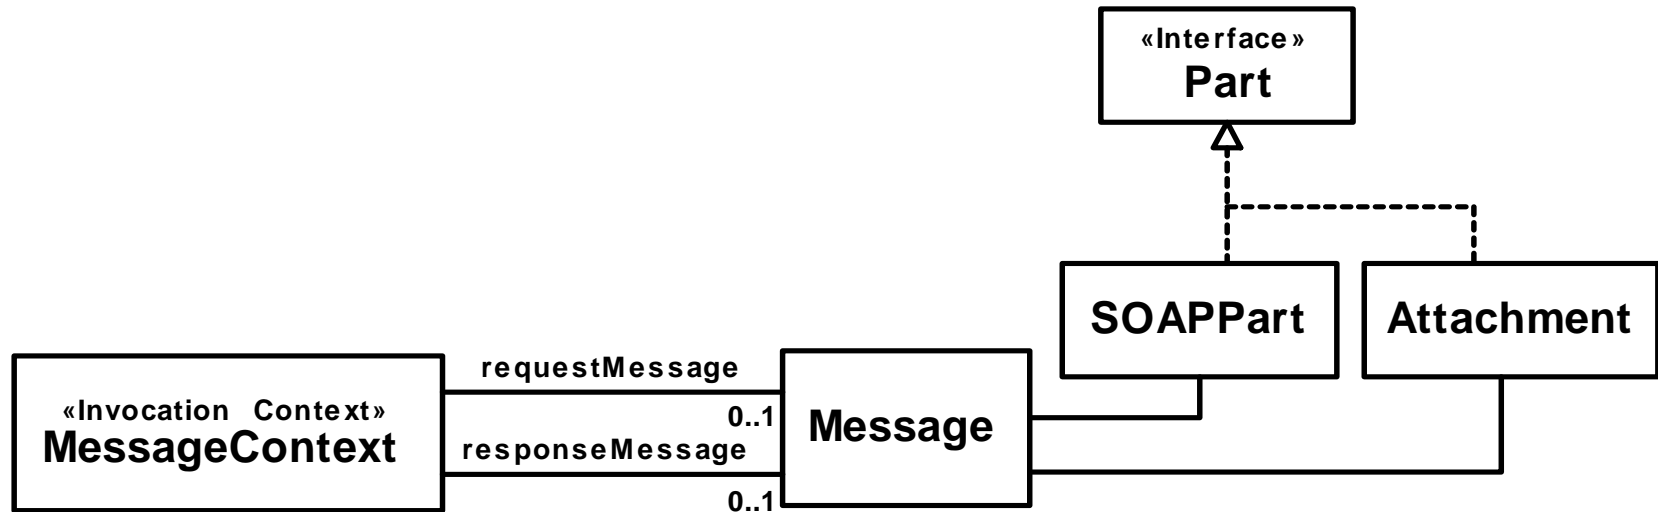 «Interface»
Part
SOAPPart
Attachment
requestMessage
«Invocation Context»
MessageContext
0..1
Message
responseMessage
0..1